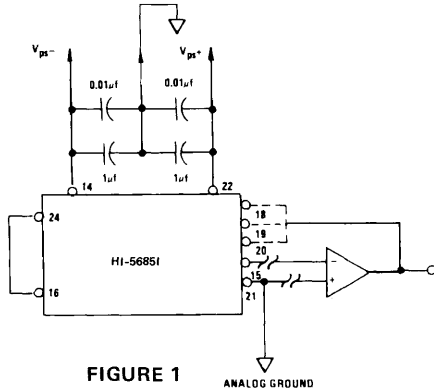 Vps-
Vps+
0.01μf
0.01μf
1μf
1μf
14
22
24
18
19
HI-5685I
20
15
16
21
FIGURE 1
ANALOG GROUND
-
+